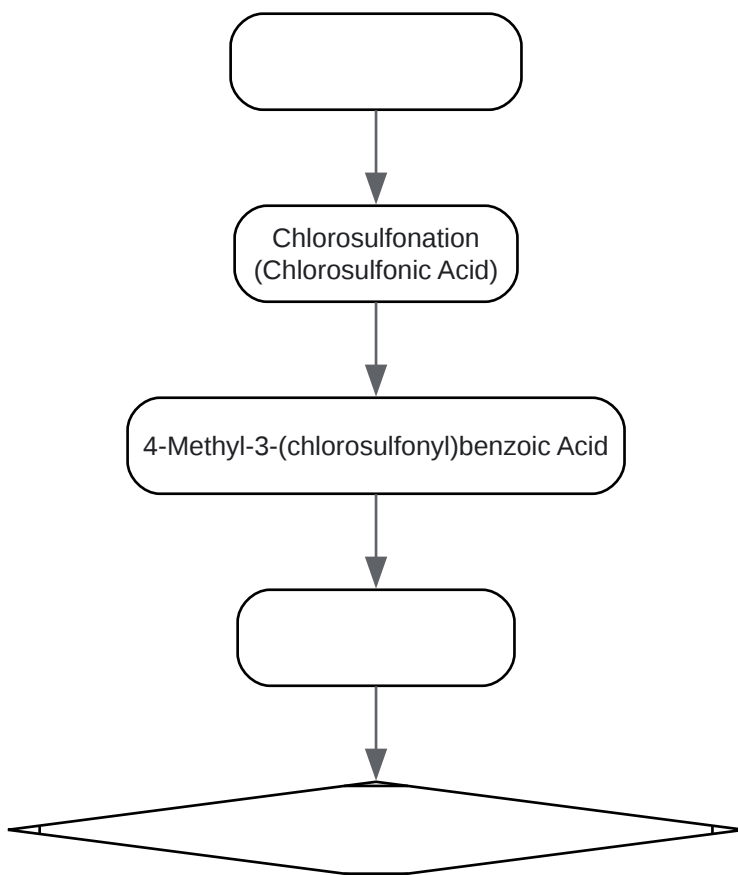 Chlorosulfonation
(Chlorosulfonic Acid)
4-Methyl-3-(chlorosulfonyl)benzoic Acid